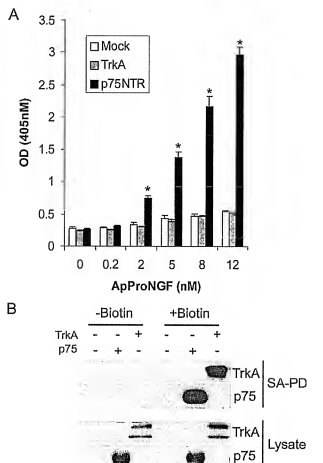 A
3.5
3
2.5
2
1.5
1
0.5
0
OD (405nM)
Mock
TrkA
p75NTR
* * * *
0 0.2 2 5 8 12
ApProNGF (nM)
B
-Biotin +Biotin
TrkA - - + - - +
p75 - + - - + -
TrkA
p75
SA-PD
TrkA
p75
Lysate